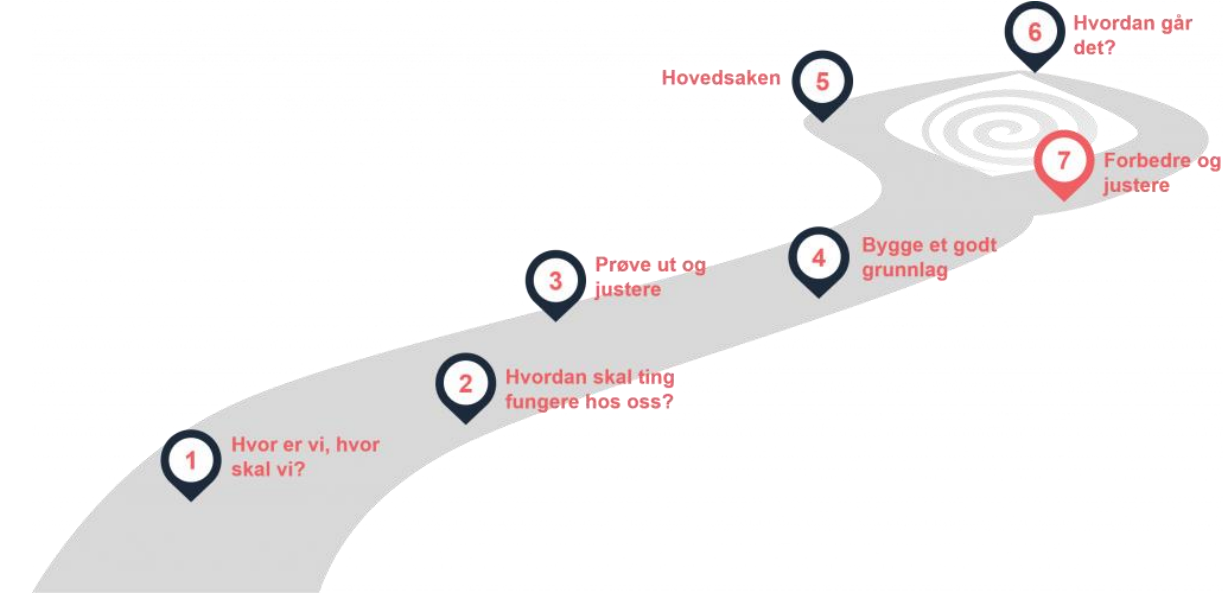 1
Hvor er vi, hvor
skal vi?
2
Hvordan skal ting
fungere hos oss?
3
Prøve ut og
justere
4
Bygge et godt
grunnlag
5
Hovedsaken
6
Hvordan går
det?
7
Forbedre og
justere